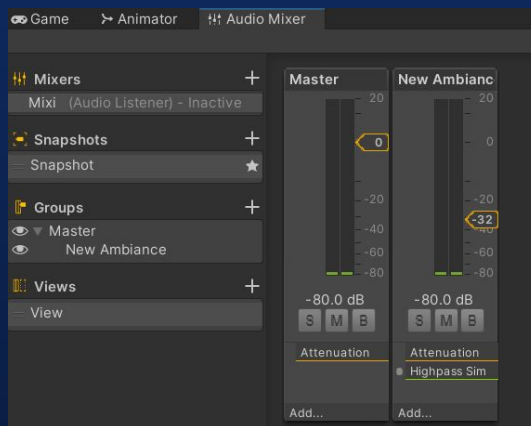 Game Animator Audio Mixer
Mixers +
Mixi (Audio Listener) - Inactive
Snapshots +
Snapshot
Groups +
Master
New Ambiance
Views +
View
Master
20
0
0
-20
-40
-60
-80
-80.0 dB
S M B
Attenuation
Add...
New Ambianc
20
0
-20
-32
-40
-60
-80
-80.0 dB
S M B
Attenuation
Highpass Sim
Add...